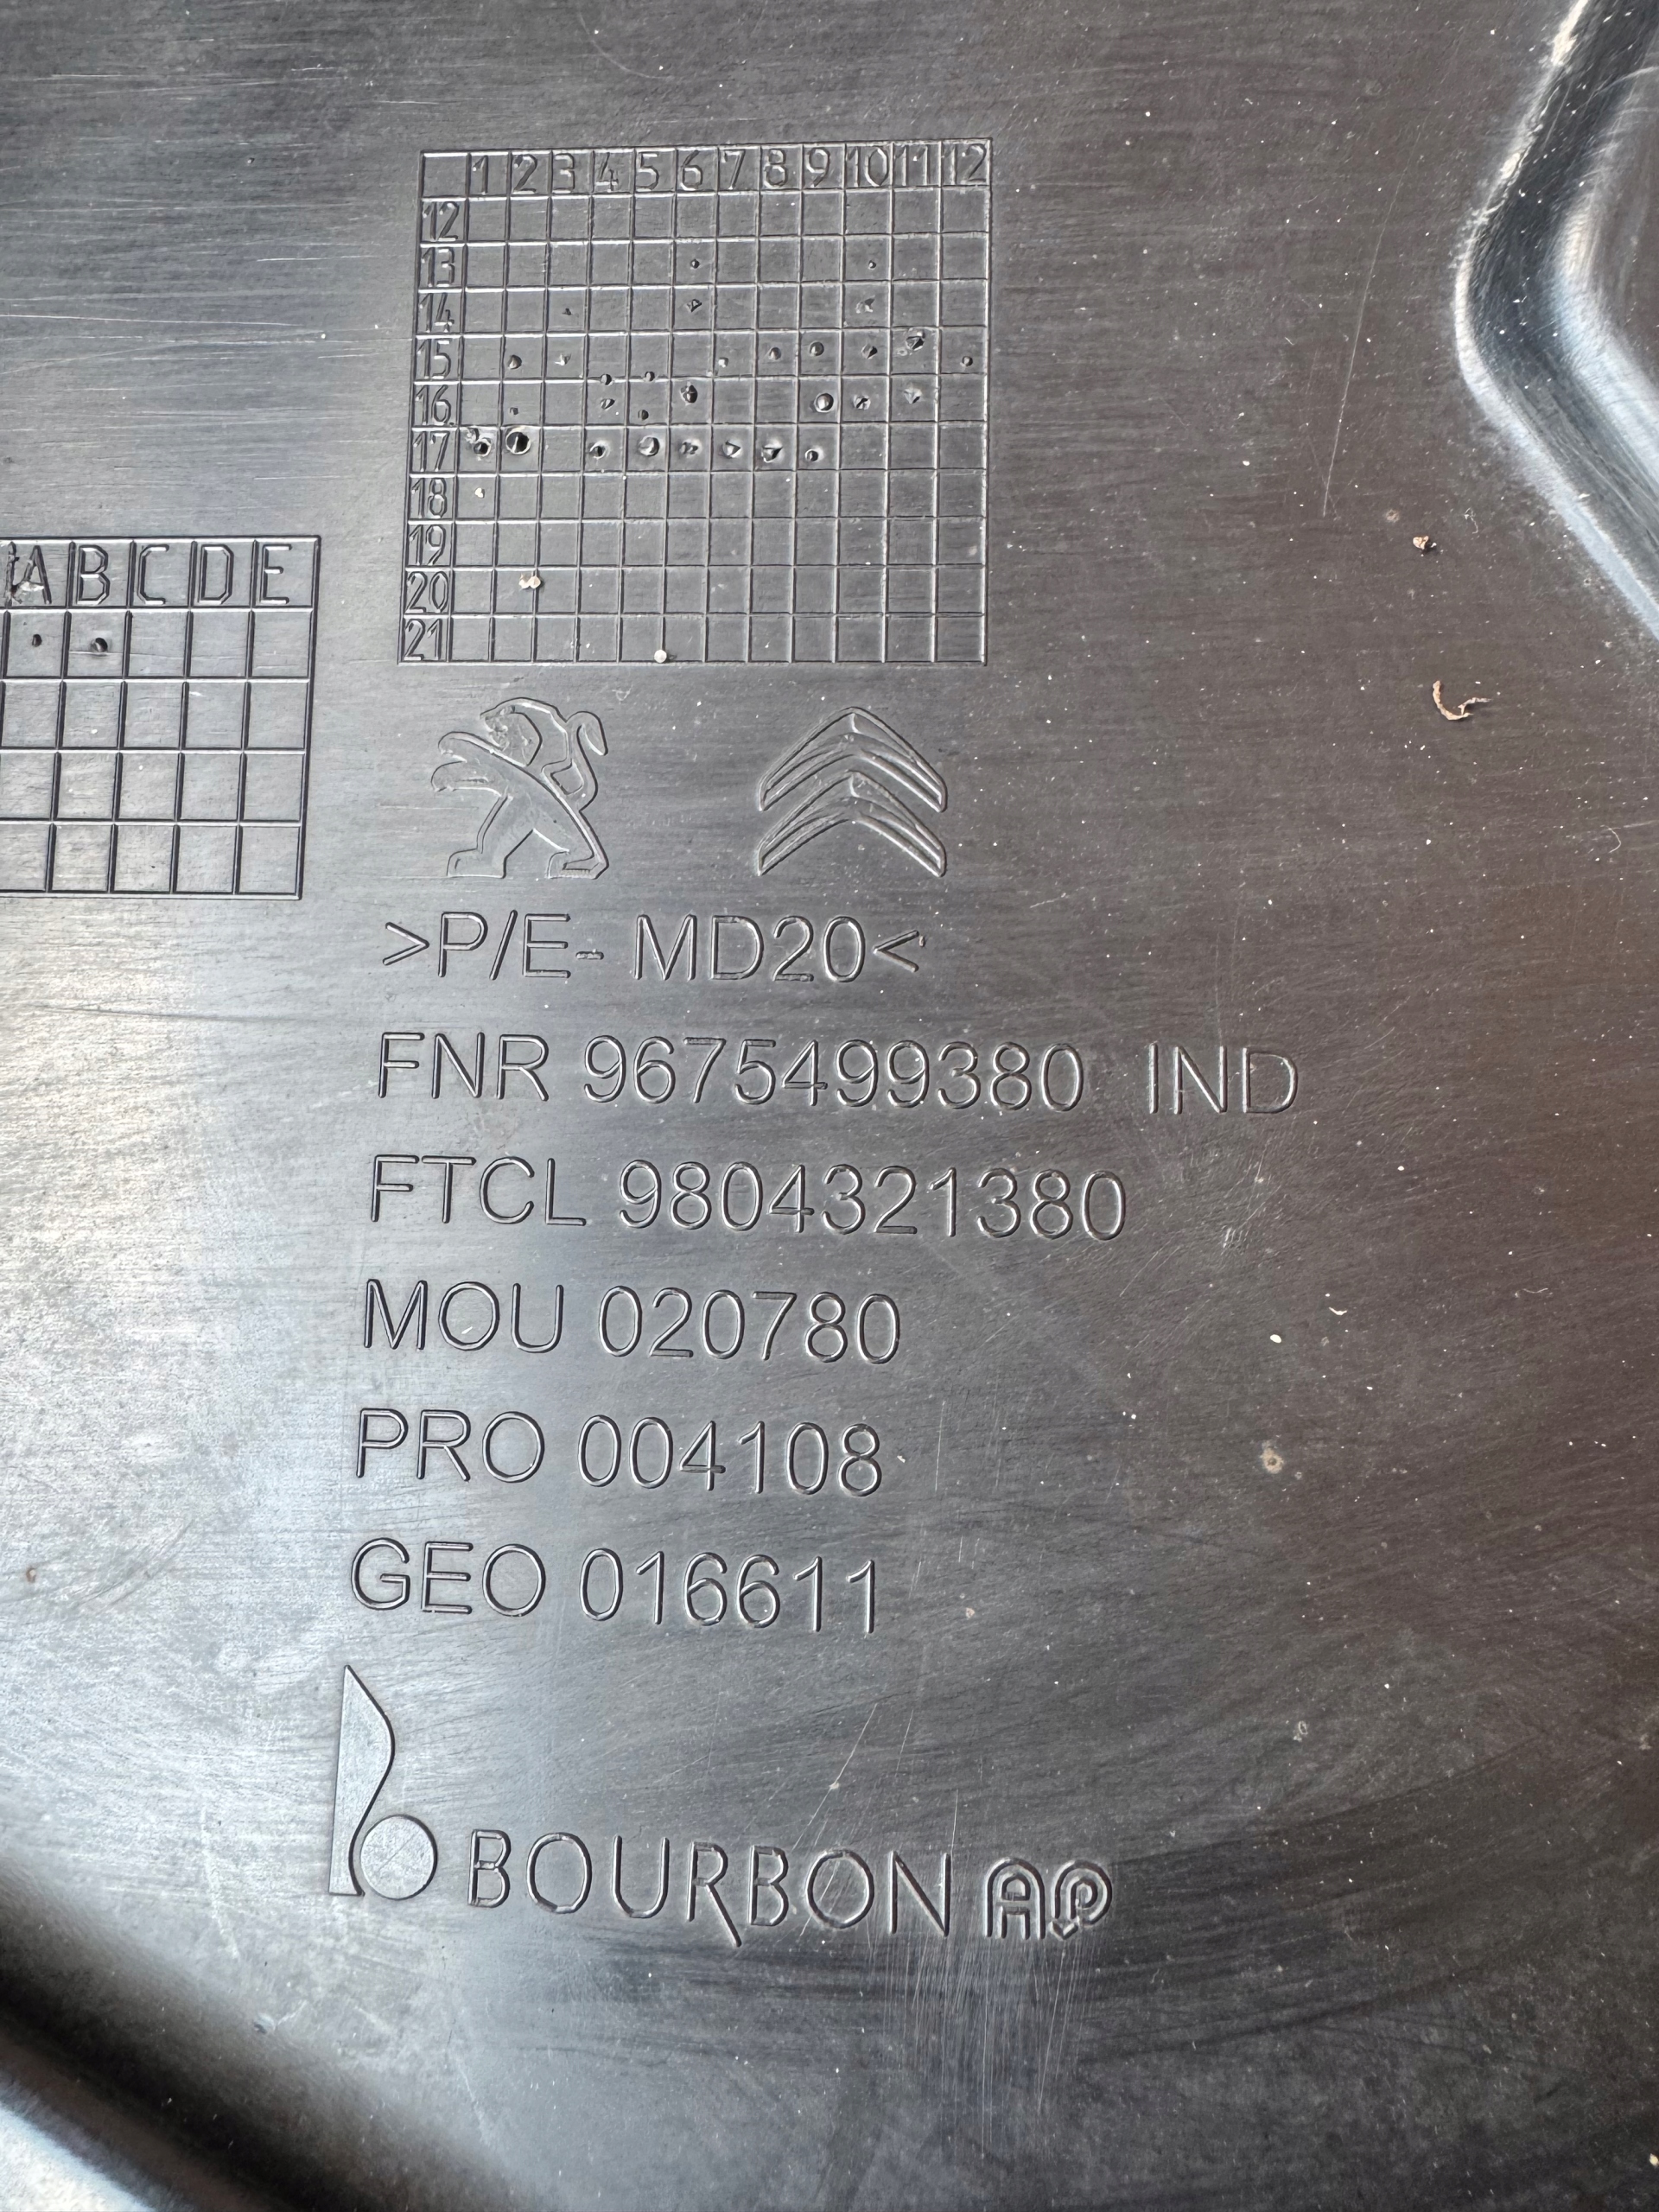 1 2 3 4 5 6 7 8 9 10 11 12
12
13
14
15
16
17
18
19
20
21
A B C D E
>P/E- MD20<
FNR 9675499380 IND
FTCL 9804321380
MOU 020780
PRO 004108
GEO 016611
BOURBON AP